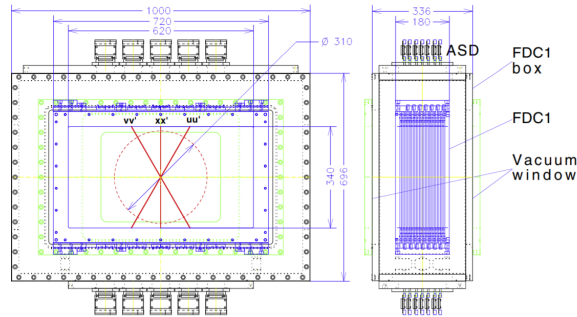 1000
720
620
Ø 310
vv'
xx'
uu'
340
696
336
180
ASD
FDC1
box
FDC1
Vacuum
window